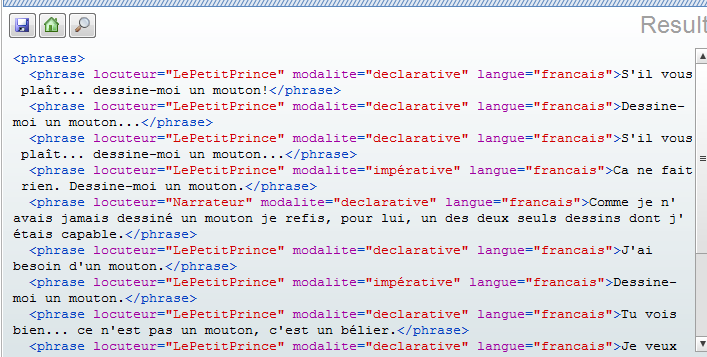 Result
<phrases>
<phrase locuteur="LePetitPrince" modalite="declarative" langue="francais">S'il vous
plaît... dessine-moi un mouton!</phrase>
<phrase locuteur="LePetitPrince" modalite="declarative" langue="francais">Dessine-
moi un mouton...</phrase>
<phrase locuteur="LePetitPrince" modalite="declarative" langue="francais">S'il vous
plaît... dessine-moi un mouton...</phrase>
<phrase locuteur="LePetitPrince" modalite="impérative" langue="francais">Ca ne fait
rien. Dessine-moi un mouton.</phrase>
<phrase locuteur="Narrateur" modalite="declarative" langue="francais">Comme je n'
avais jamais dessiné un mouton je refis, pour lui, un des deux seuls dessins dont j'
étais capable.</phrase>
<phrase locuteur="LePetitPrince" modalite="declarative" langue="francais">J'ai
besoin d'un mouton.</phrase>
<phrase locuteur="LePetitPrince" modalite="impérative" langue="francais">Dessine-
moi un mouton.</phrase>
<phrase locuteur="LePetitPrince" modalite="declarative" langue="francais">Tu vois
bien... ce n'est pas un mouton, c'est un bélier.</phrase>
<phrase locuteur="LePetitPrince" modalite="declarative" langue="francais">Je veux